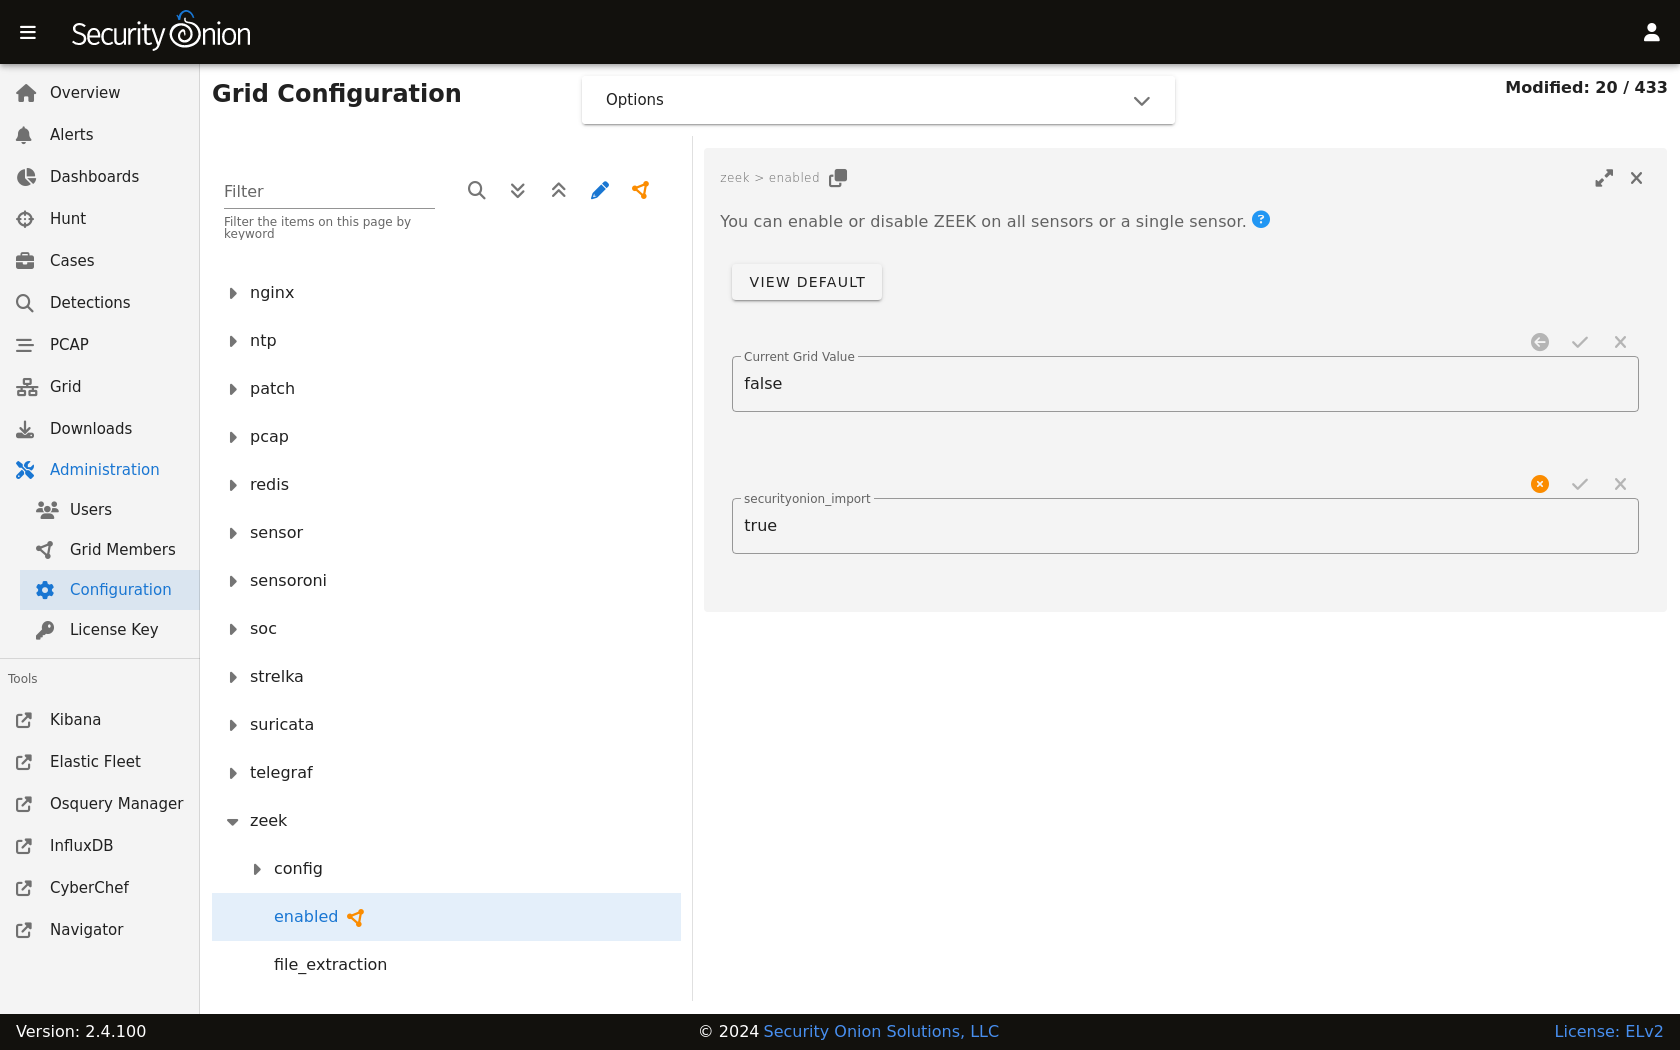 Security Onion
Overview
Alerts
Dashboards
Hunt
Cases
Detections
PCAP
Grid
Downloads
Administration
Users
Grid Members
Configuration
License Key
Tools
Kibana
Elastic Fleet
Osquery Manager
InfluxDB
CyberChef
Navigator
Grid Configuration
Options
Modified: 20 / 433
Filter
Filter the items on this page by
keyword
nginx
ntp
patch
pcap
redis
sensor
sensoroni
soc
strelka
suricata
telegraf
zeek
config
enabled
file_extraction
zeek > enabled
You can enable or disable ZEEK on all sensors or a single sensor. ?
VIEW DEFAULT
Current Grid Value
false
securityonion_import
true
Version: 2.4.100
© 2024 Security Onion Solutions, LLC
License: ELv2